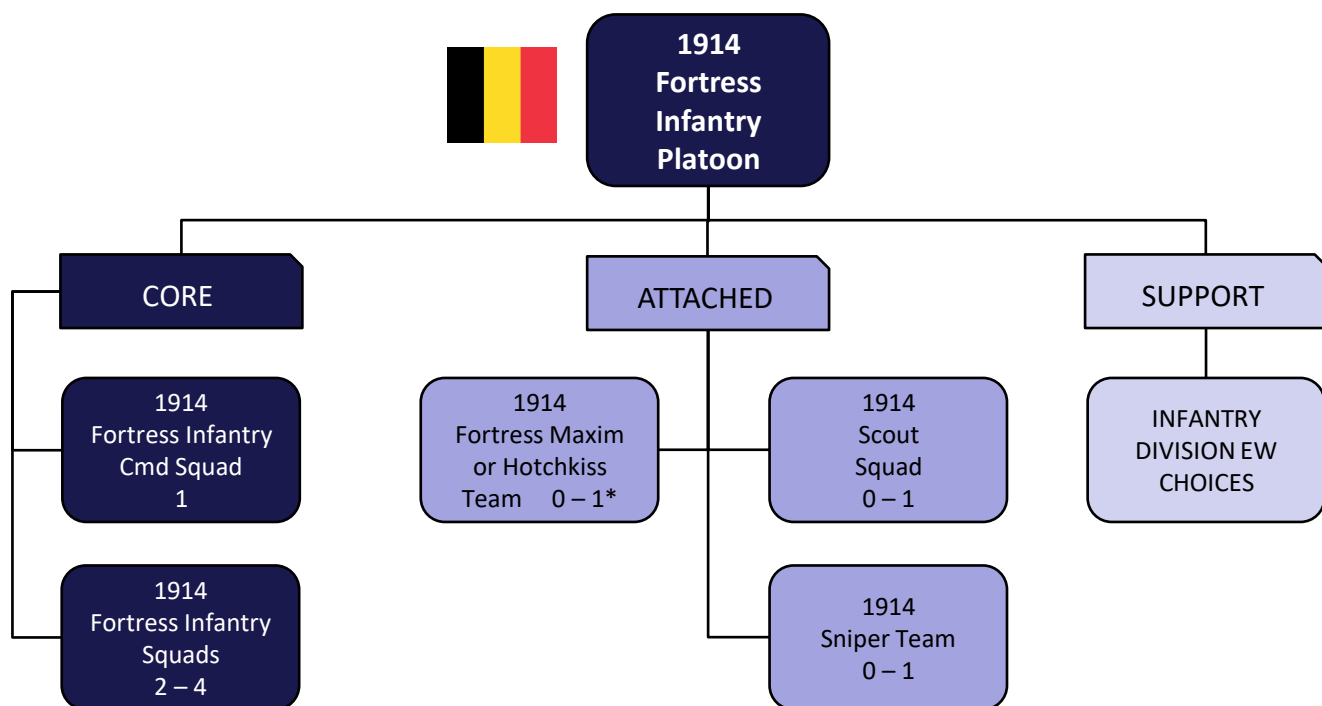 1914
Fortress
Infantry
Platoon
CORE
ATTACHED
SUPPORT
1914
Fortress Infantry
Cmd Squad
1
1914
Fortress Maxim
or Hotchkiss
Team 0 – 1*
1914
Scout
Squad
0 – 1
INFANTRY
DIVISION EW
CHOICES
1914
Fortress Infantry
Squads
2 – 4
1914
Sniper Team
0 – 1